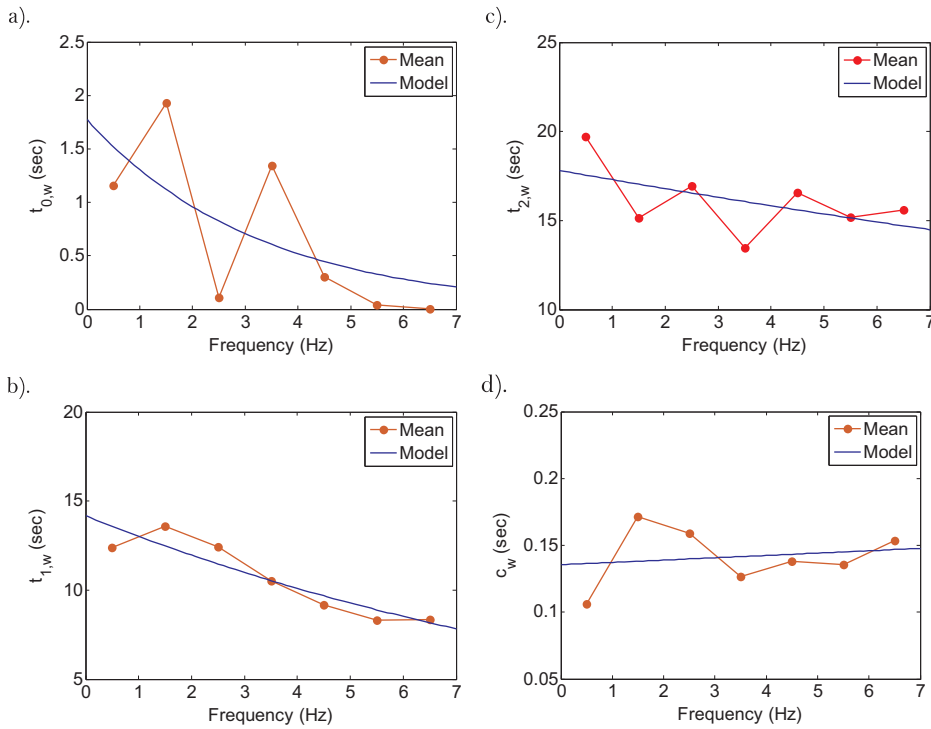 a).
2.5
2
1.5
1
0.5
0
0 1 2 3 4 5 6 7
t0,w (sec)
Frequency (Hz)
Mean
Model
c).
25
20
15
10
0 1 2 3 4 5 6 7
t2,w (sec)
Frequency (Hz)
Mean
Model
b).
20
15
10
5
0 1 2 3 4 5 6 7
t1,w (sec)
Frequency (Hz)
Mean
Model
d).
0.25
0.2
0.15
0.1
0.05
0 1 2 3 4 5 6 7
cw (sec)
Frequency (Hz)
Mean
Model